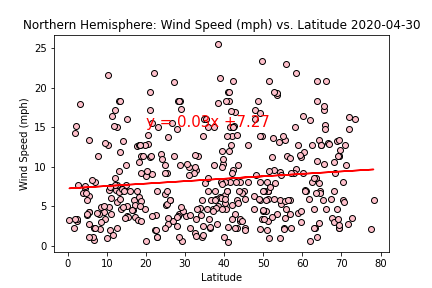 Northern Hemisphere: Wind Speed (mph) vs. Latitude 2020-04-30
25
20
15
10
5
0
Wind Speed (mph)
y = 0.03x +7.27
0 10 20 30 40 50 60 70 80
Latitude